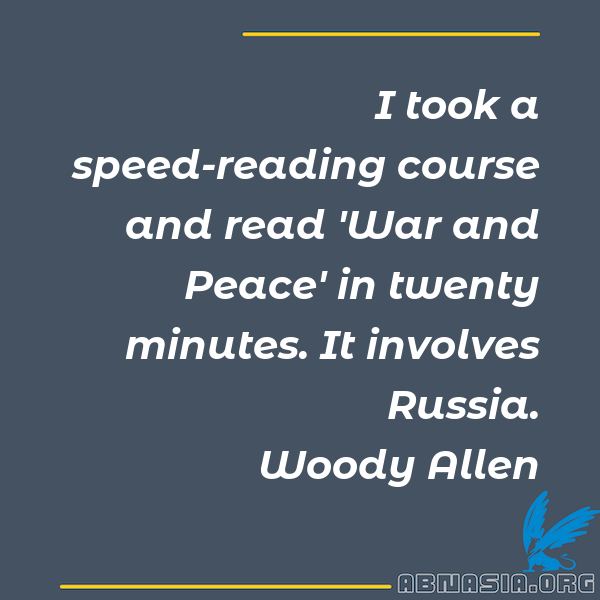 I took a
speed-reading course
and read 'War and
Peace' in twenty
minutes. It involves
Russia.
Woody Allen
ABNASIA.ORG